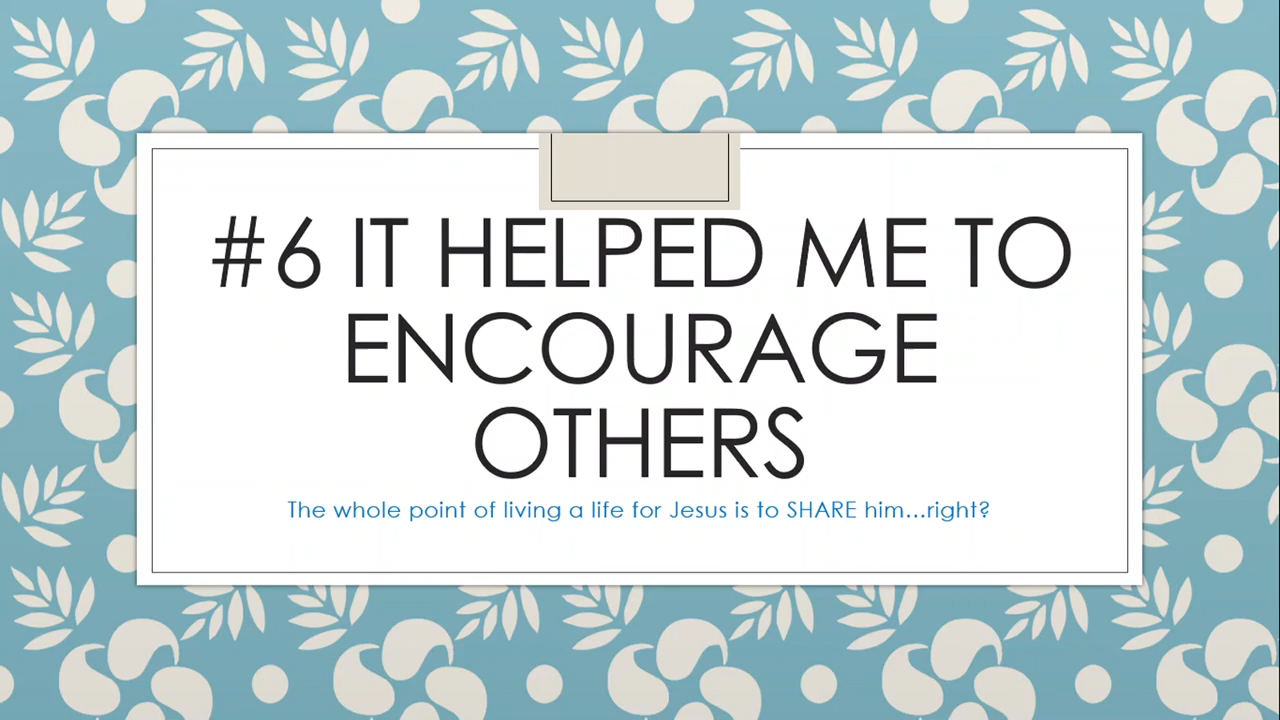 #6 IT HELPED ME TO
ENCOURAGE
OTHERS
The whole point of living a life for Jesus is to SHARE him...right?